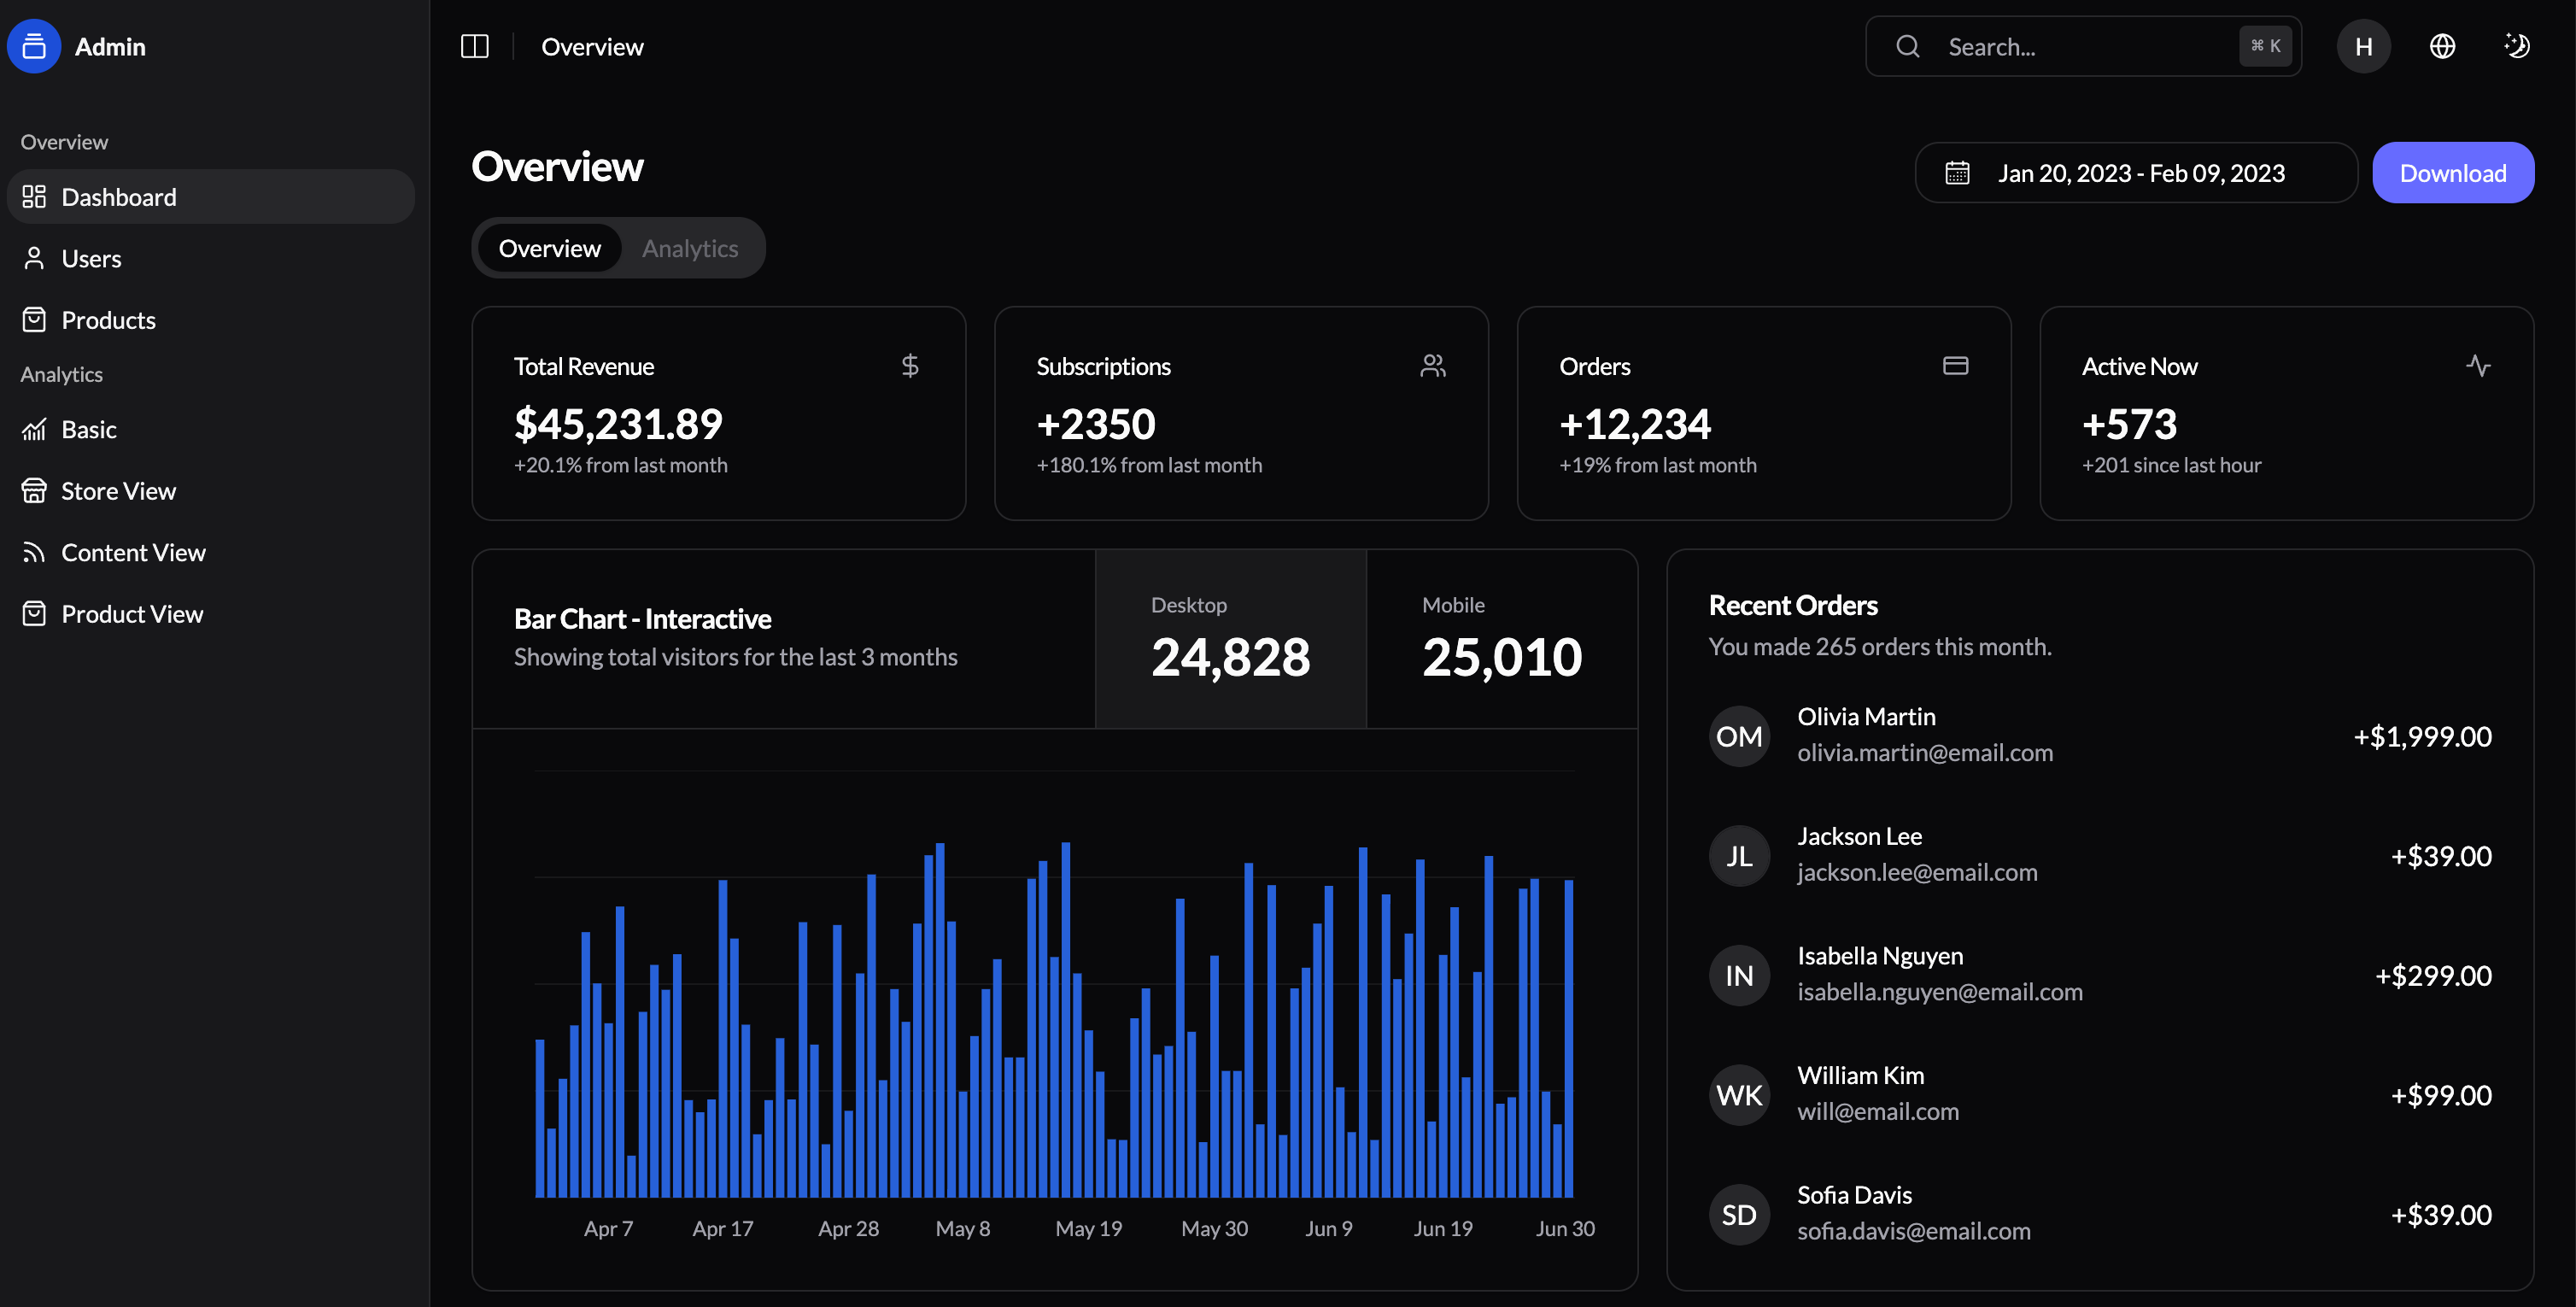 Admin
Overview
Dashboard
Users
Products
Analytics
Basic
Store View
Content View
Product View
Overview
Search...
⌘ K
H
Overview
Jan 20, 2023 - Feb 09, 2023
Download
Overview
Analytics
Total Revenue
$45,231.89
+20.1% from last month
Subscriptions
+2350
+180.1% from last month
Orders
+12,234
+19% from last month
Active Now
+573
+201 since last hour
Bar Chart - Interactive
Showing total visitors for the last 3 months
Desktop
24,828
Mobile
25,010
Apr 7
Apr 17
Apr 28
May 8
May 19
May 30
Jun 9
Jun 19
Jun 30
Recent Orders
You made 265 orders this month.
OM
Olivia Martin
olivia.martin@email.com
+$1,999.00
JL
Jackson Lee
jackson.lee@email.com
+$39.00
IN
Isabella Nguyen
isabella.nguyen@email.com
+$299.00
WK
William Kim
will@email.com
+$99.00
SD
Sofia Davis
sofia.davis@email.com
+$39.00